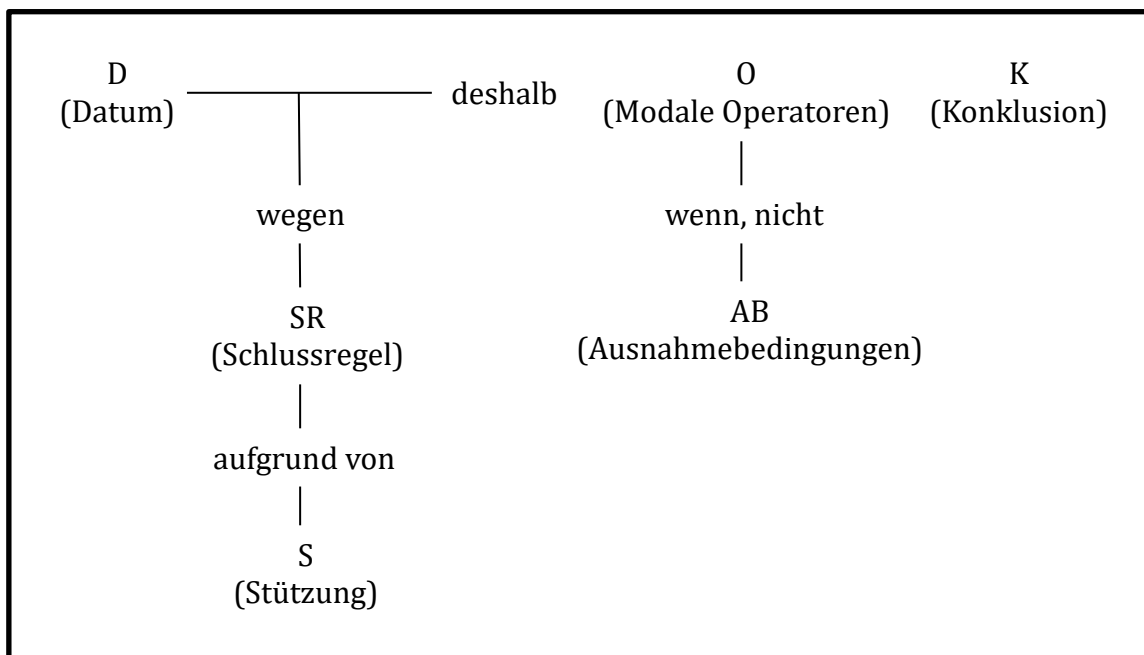 D
(Datum)
deshalb
O
(Modale Operatoren)
K
(Konklusion)
wegen
wenn, nicht
SR
(Schlussregel)
AB
(Ausnahmebedingungen)
aufgrund von
S
(Stützung)